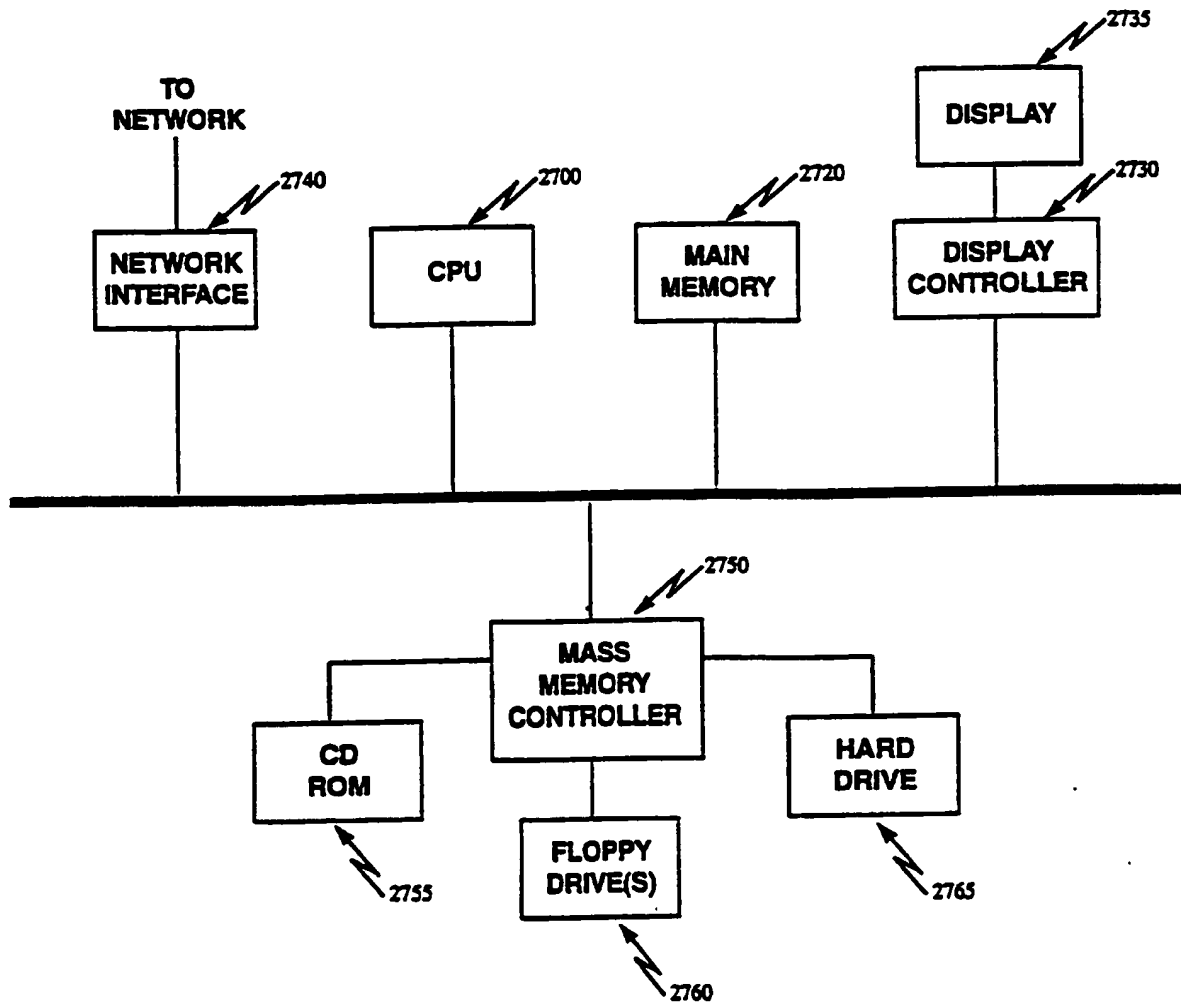 2735
TO
NETWORK
DISPLAY
2740
2700
2720
2730
NETWORK
INTERFACE
CPU
MAIN
MEMORY
DISPLAY
CONTROLLER
2750
MASS
MEMORY
CONTROLLER
CD
ROM
HARD
DRIVE
FLOPPY
DRIVE(S)
2755
2765
2760